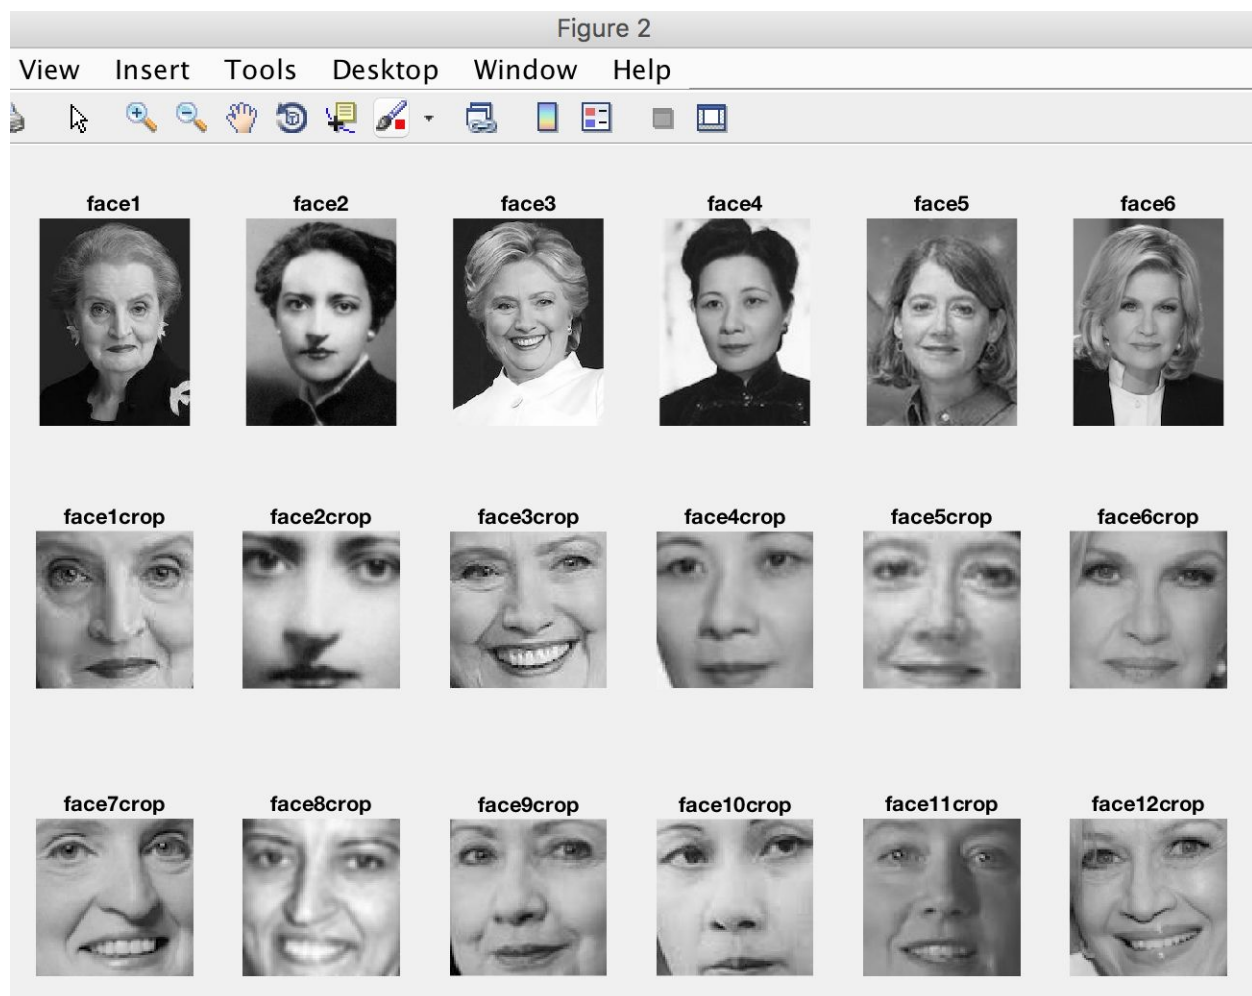 Figure 2
View Insert Tools Desktop Window Help
face1 face2 face3 face4 face5 face6
face1crop face2crop face3crop face4crop face5crop face6crop
face7crop face8crop face9crop face10crop face11crop face12crop